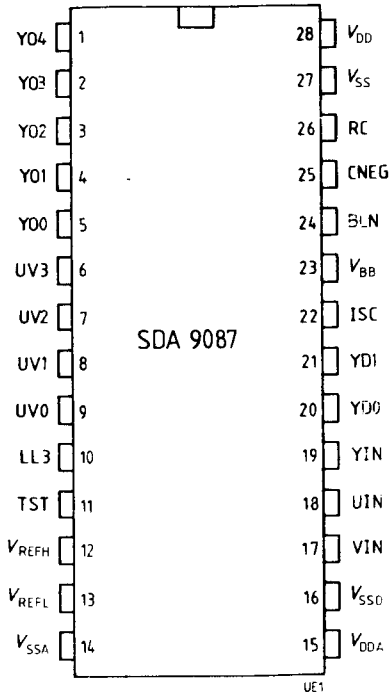 YO4 1 28 VDD
YO3 2 27 VSS
YO2 3 26 RC
YO1 4 25 CNEG
YO0 5 24 BLN
UV3 6 23 VBB
UV2 7 22 ISC
SDA 9087
UV1 8 21 YD1
UV0 9 20 YD0
LL3 10 19 YIN
TST 11 18 UIN
VREFH 12 17 VIN
VREFL 13 16 VSSD
VSSA 14 15 VDDA
UE1